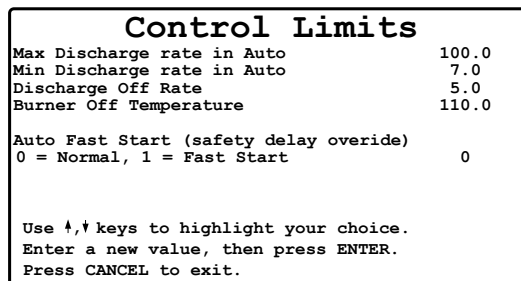 Control Limits
Max Discharge rate in Auto 100.0
Min Discharge rate in Auto 7.0
Discharge Off Rate 5.0
Burner Off Temperature 110.0
Auto Fast Start (safety delay overide)
0 = Normal, 1 = Fast Start 0
Use ↑,↓ keys to highlight your choice.
Enter a new value, then press ENTER.
Press CANCEL to exit.